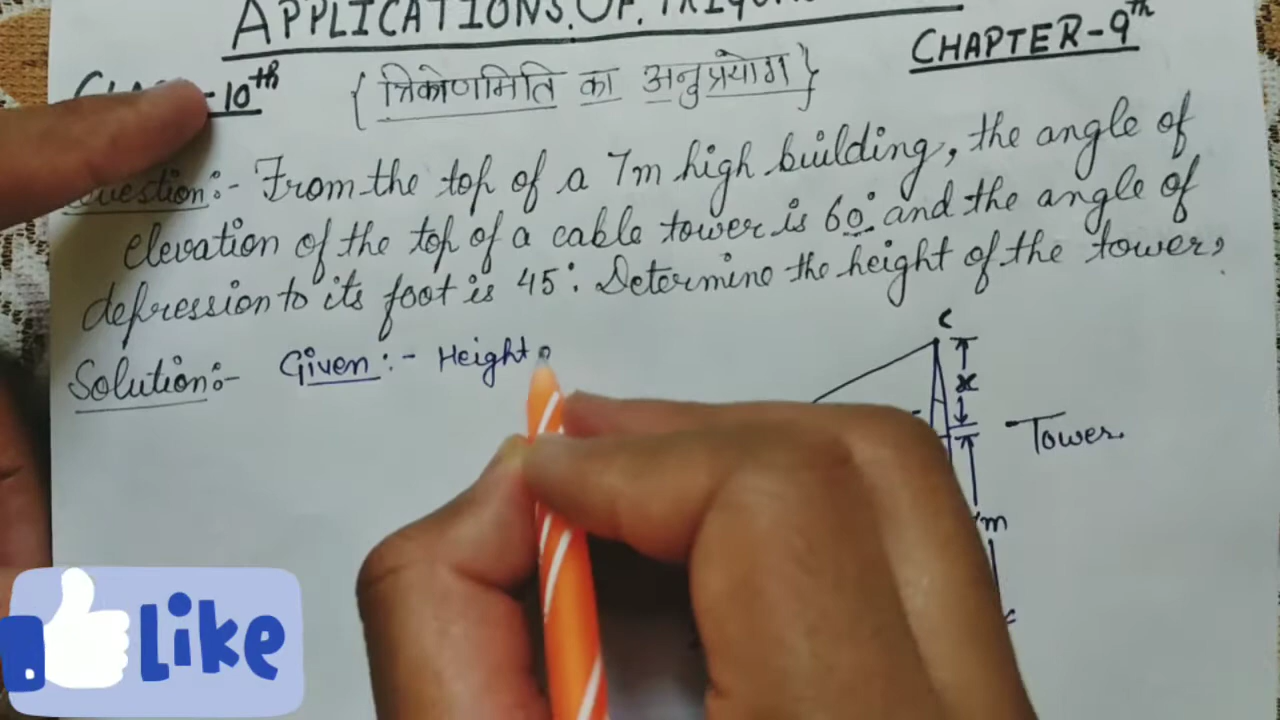 APPLICATIONS. OF.
CHAPTER-9th
-10th
{त्रिकोणमिति का अनुप्रयोग}
Question:- From the top of a 7m high building, the angle of
elevation of the top of a cable tower is 60° and the angle of
depression to its foot is 45°. Determine the height of the tower,
Solution:- Given:- Height
C
x
Tower.
m
Like